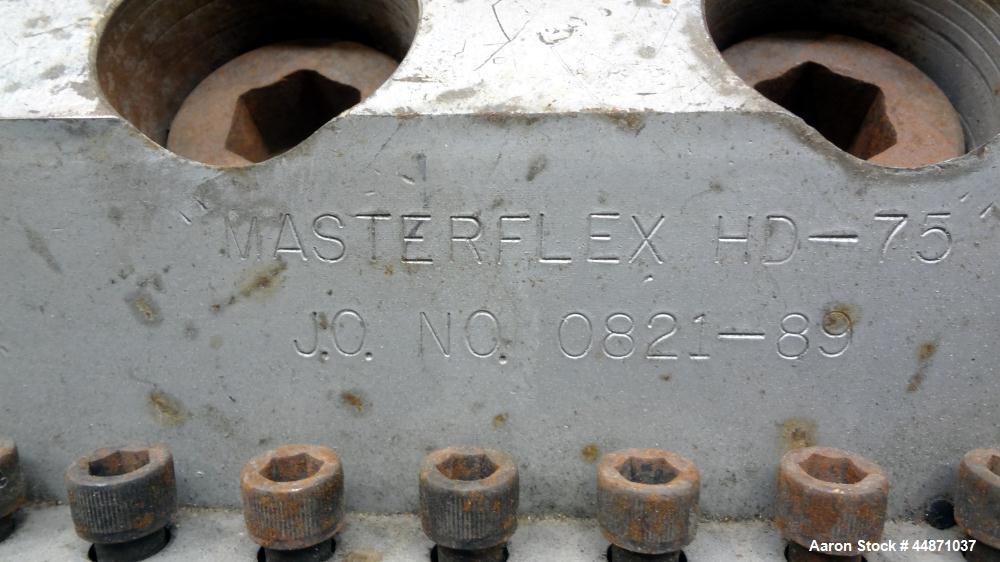 "MASTERFLEX HD-75"
J.O. NO. 0821-89
Aaron Stock # 44871037